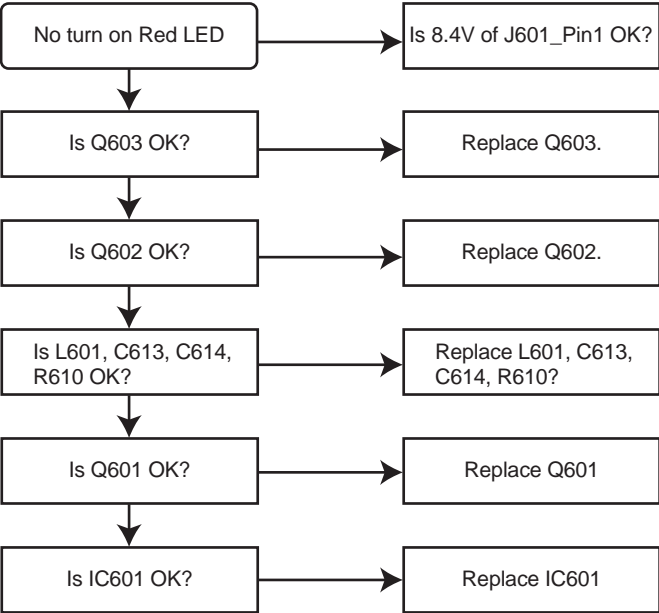 No turn on Red LED
Is 8.4V of J601_Pin1 OK?
Is Q603 OK?
Replace Q603.
Is Q602 OK?
Replace Q602.
Is L601, C613, C614,
R610 OK?
Replace L601, C613,
C614, R610?
Is Q601 OK?
Replace Q601
Is IC601 OK?
Replace IC601